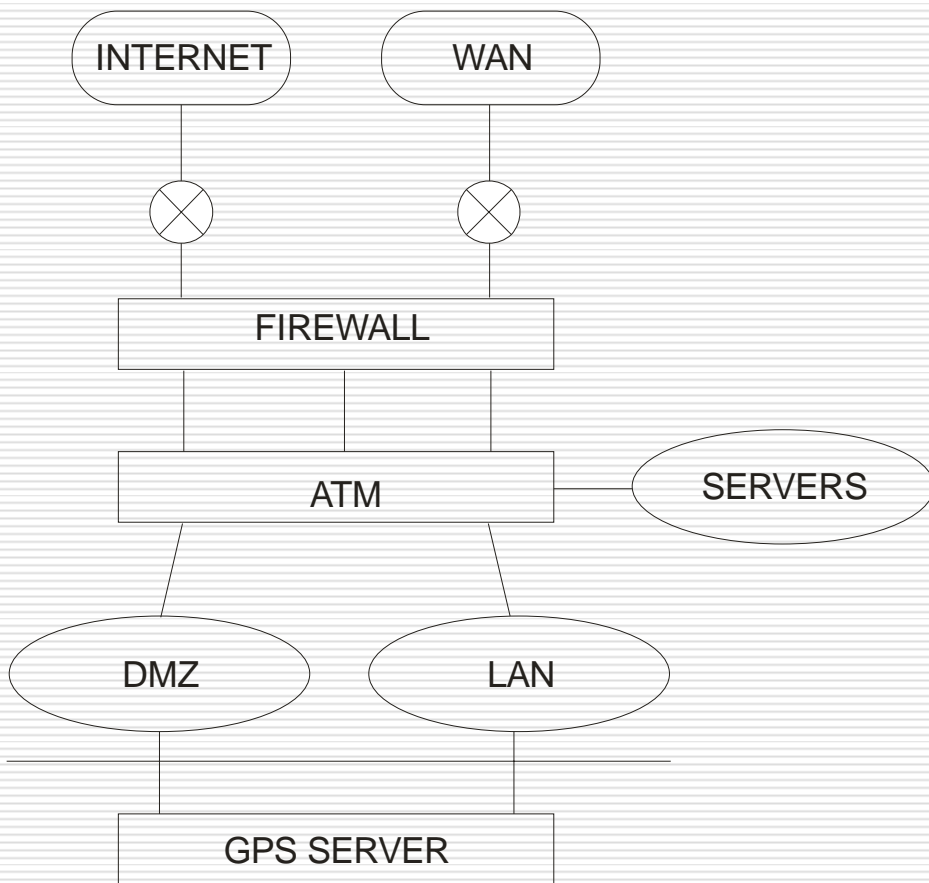 INTERNET
WAN
FIREWALL
ATM
SERVERS
DMZ
LAN
GPS SERVER